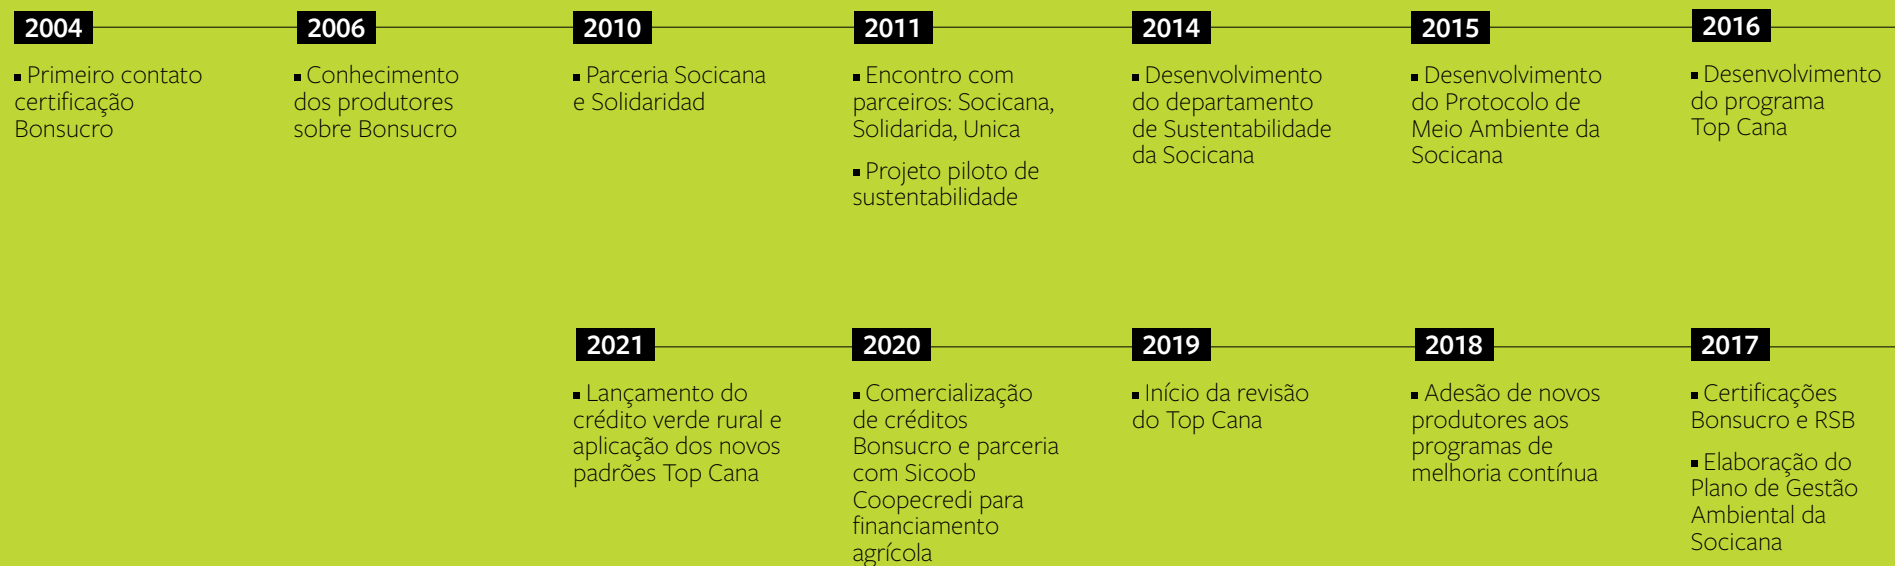 2004
▪ Primeiro contato
certificação
Bonsucro
2006
▪ Conhecimento
dos produtores
sobre Bonsucro
2010
▪ Parceria Socicana
e Solidaridad
2011
▪ Encontro com
parceiros: Socicana,
Solidarida, Unica
▪ Projeto piloto de
sustentabilidade
2014
▪ Desenvolvimento
do departamento
de Sustentabilidade
da Socicana
2015
▪ Desenvolvimento
do Protocolo de
Meio Ambiente da
Socicana
2016
▪ Desenvolvimento
do programa
Top Cana
2021
▪ Lançamento do
crédito verde rural e
aplicação dos novos
padrões Top Cana
2020
▪ Comercialização
de créditos
Bonsucro e parceria
com Sicoob
Coopecredi para
financiamento
agrícola
2019
▪ Início da revisão
do Top Cana
2018
▪ Adesão de novos
produtores aos
programas de
melhoria contínua
2017
▪ Certificações
Bonsucro e RSB
▪ Elaboração do
Plano de Gestão
Ambiental da
Socicana